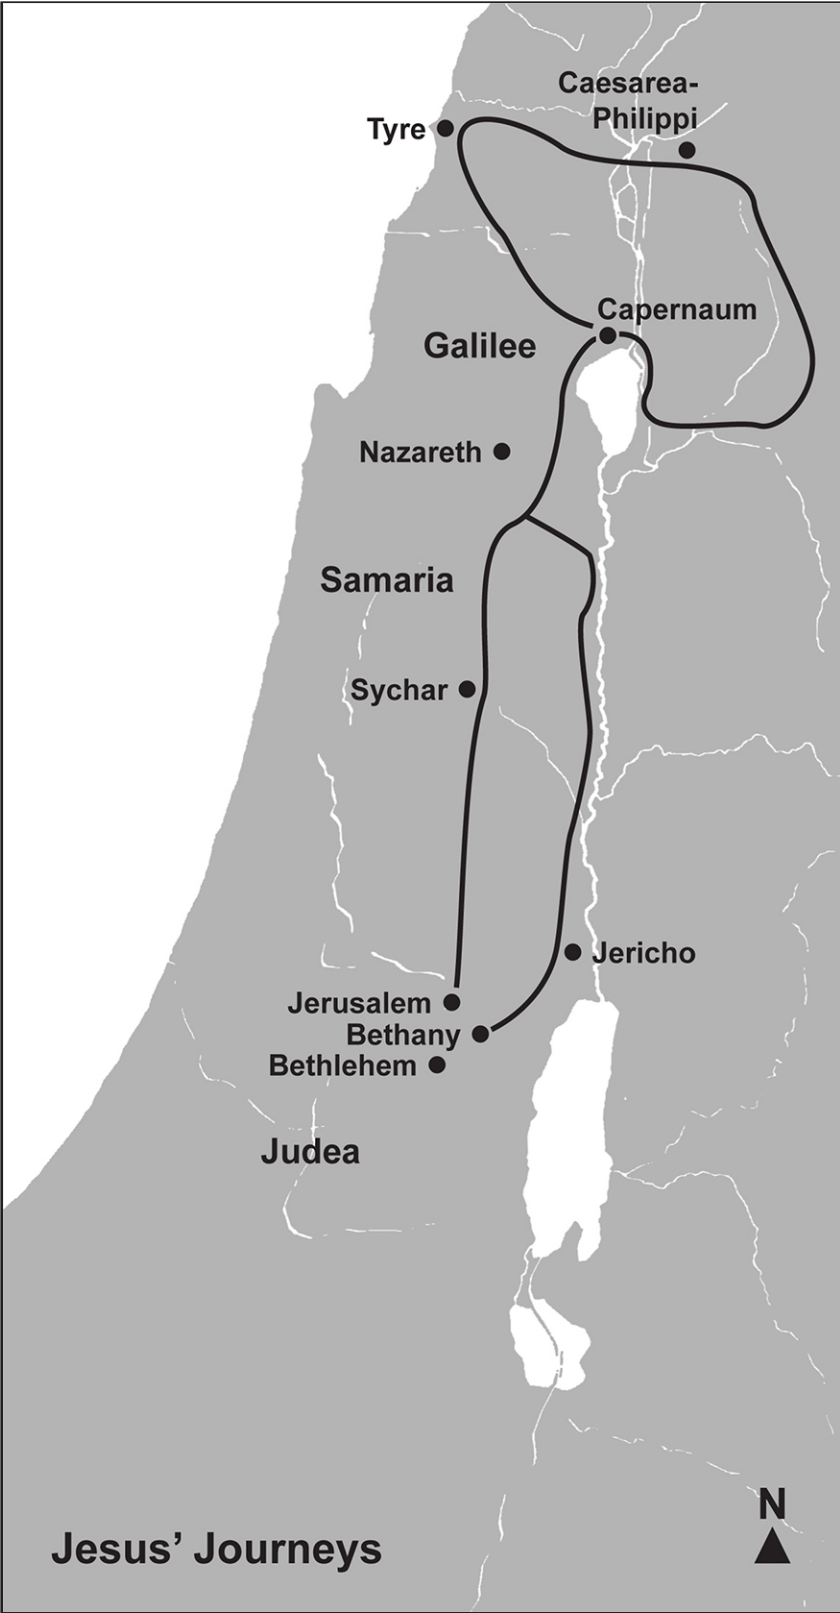 Caesarea-
Philippi
Tyre
Capernaum
Galilee
Nazareth
Samaria
Sychar
Jericho
Jerusalem
Bethany
Bethlehem
Judea
N
Jesus’ Journeys